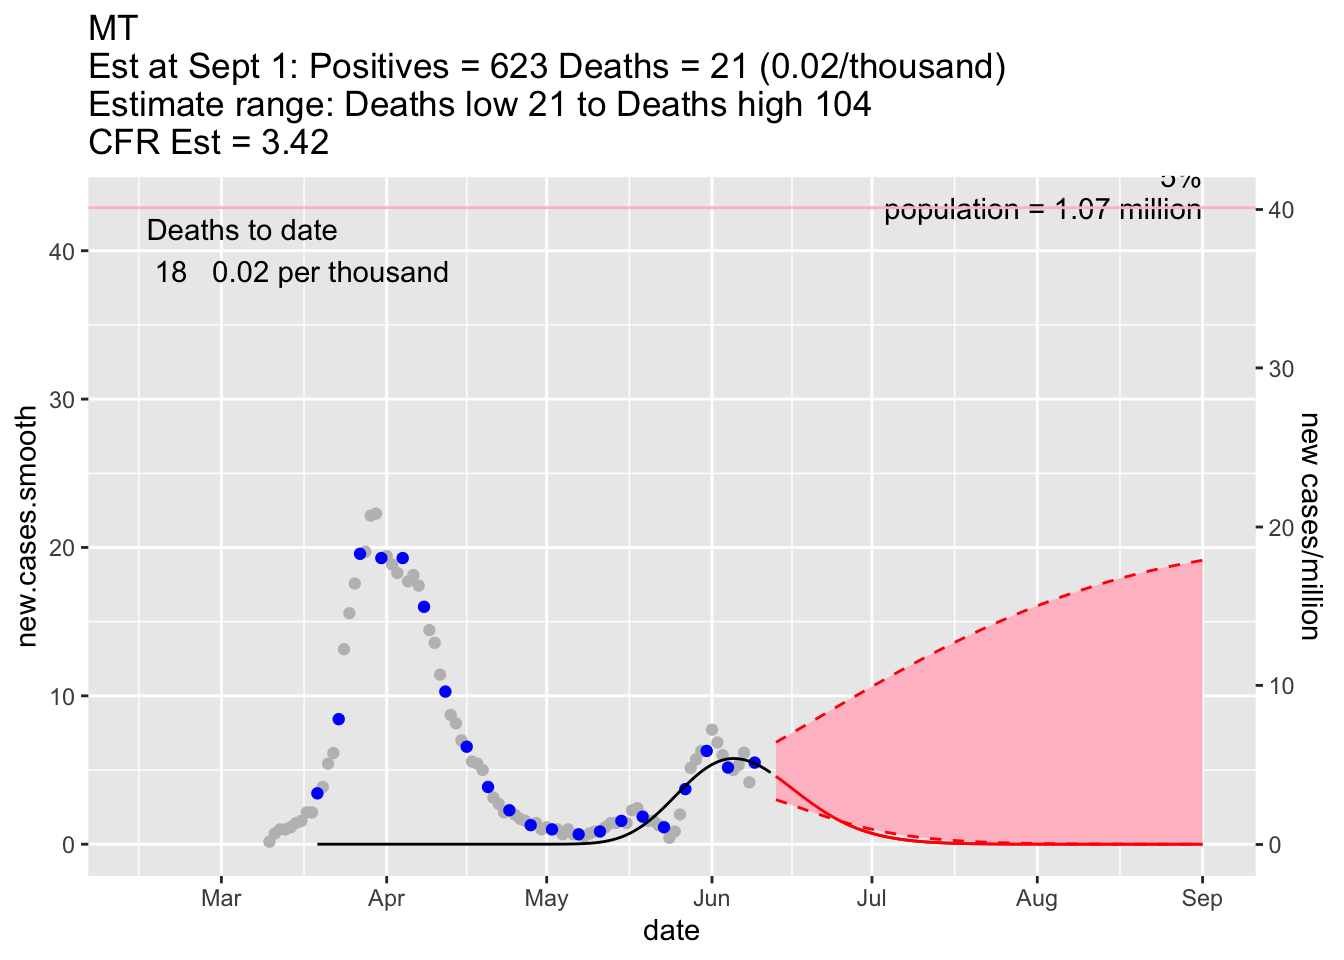 MT
Est at Sept 1: Positives = 623 Deaths = 21 (0.02/thousand)
Estimate range: Deaths low 21 to Deaths high 104
CFR Est = 3.42
5%
population = 1.07 million
Deaths to date
18 0.02 per thousand
40
30
20
10
0
new.cases.smooth
40
30
20
10
0
new cases/million
Mar Apr May Jun Jul Aug Sep
date